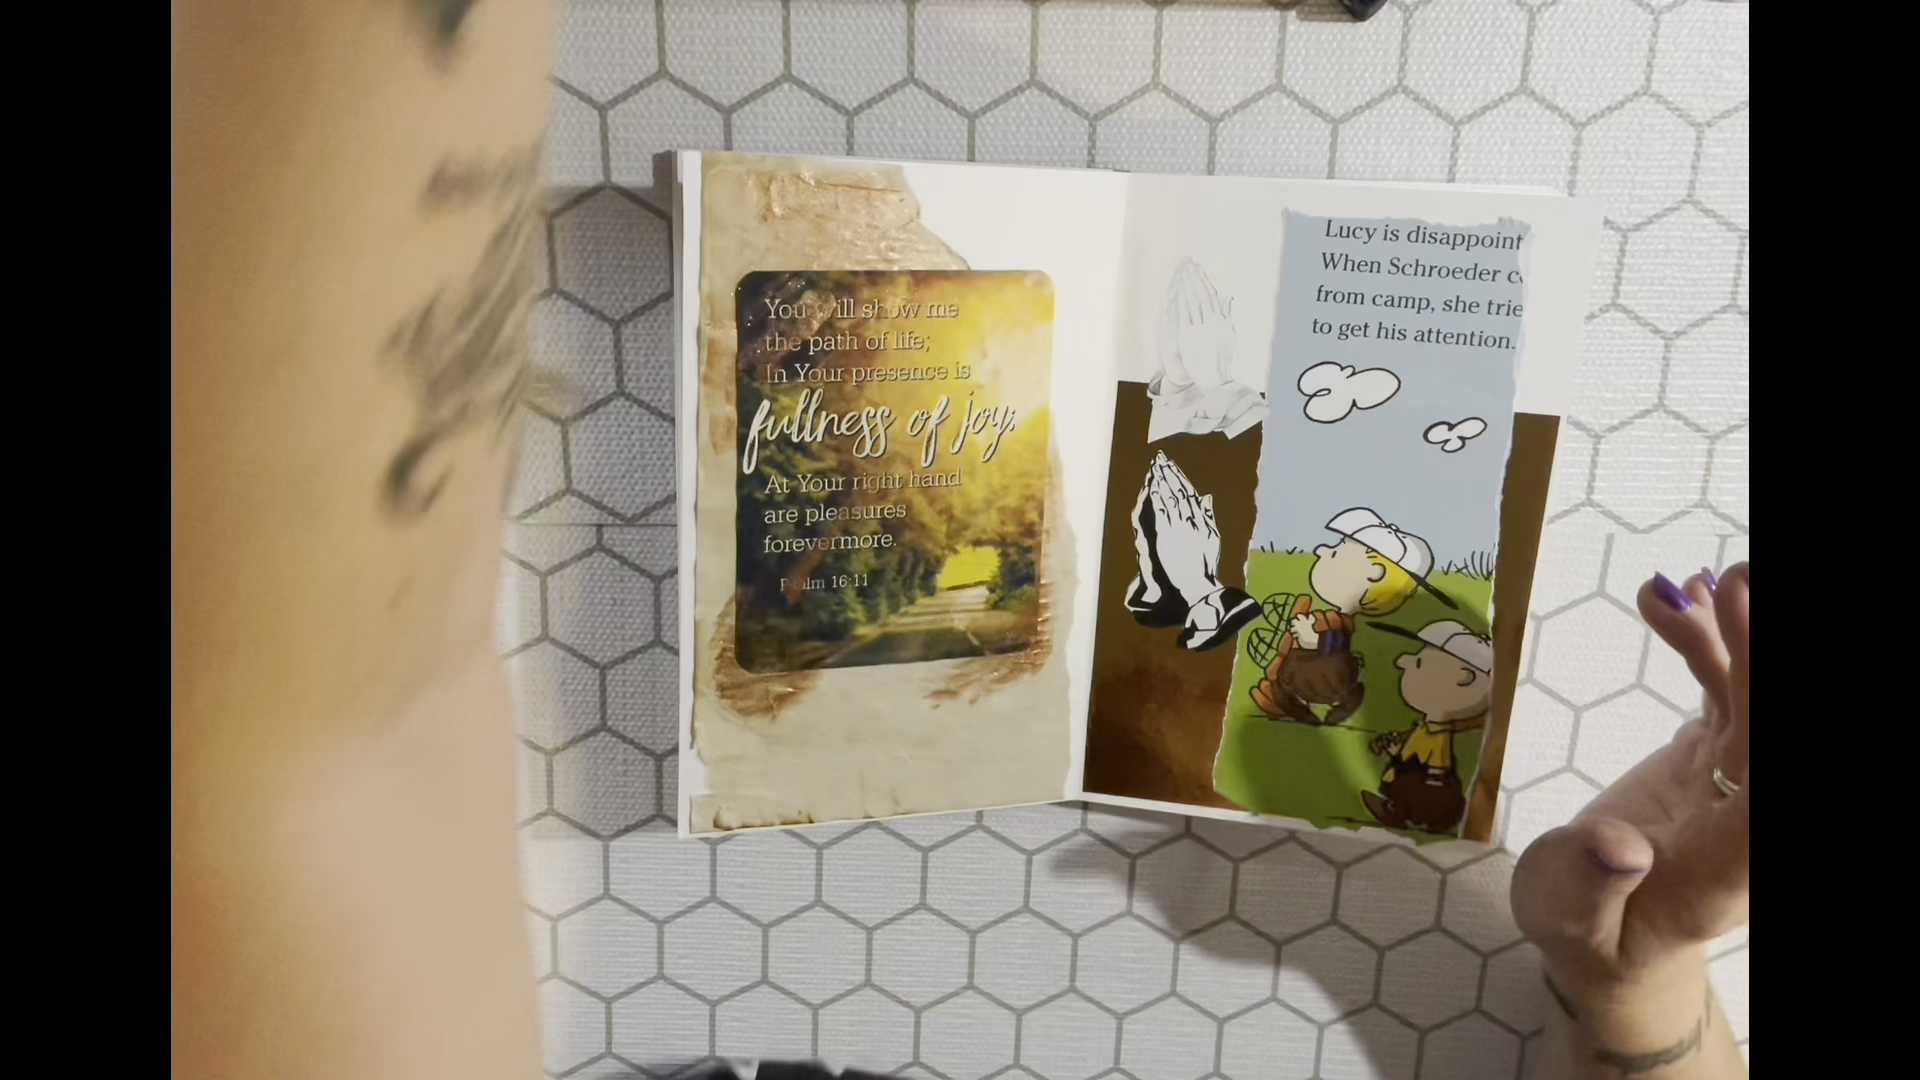 You will show me
the path of life;
In Your presence is
fullness of joy;
At Your right hand
are pleasures
forevermore.
Psalm 16:11
Lucy is disappoint
When Schroeder c
from camp, she trie
to get his attention.